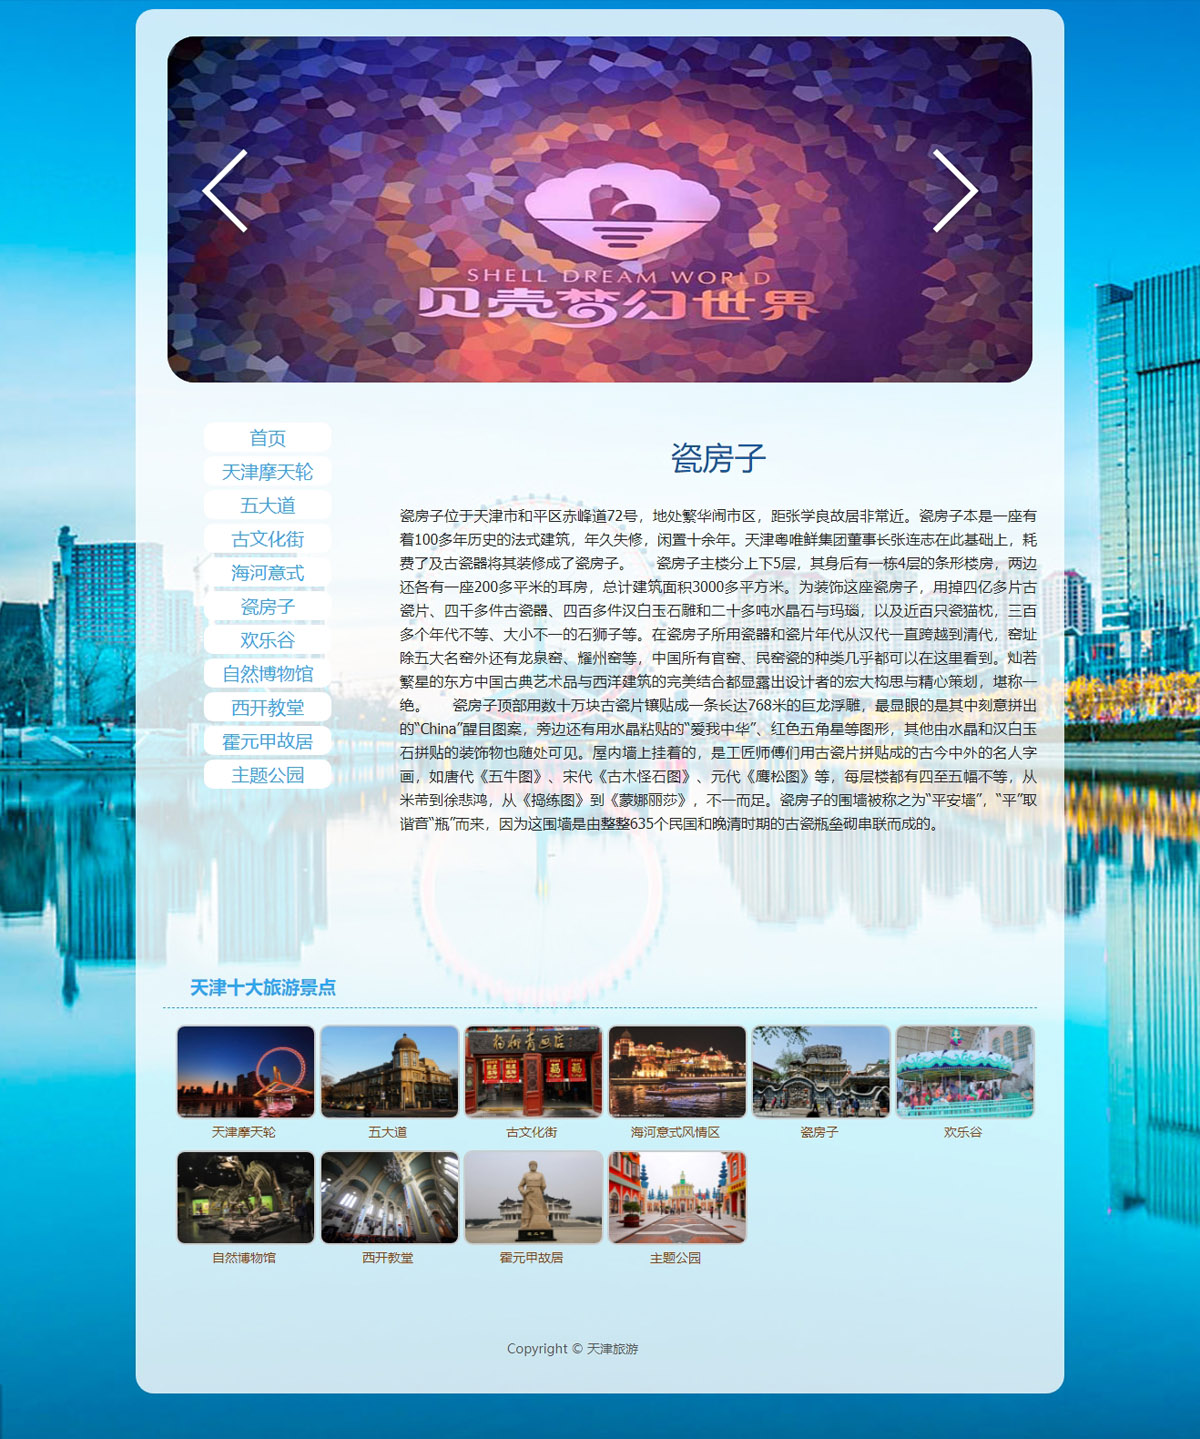 SHELL DREAM WORLD
贝壳梦幻世界
首页
天津摩天轮
五大道
古文化街
海河意式
瓷房子
欢乐谷
自然博物馆
西开教堂
霍元甲故居
主题公园
瓷房子
瓷房子位于天津市和平区赤峰道72号，地处繁华闹市区，距张学良故居非常近。瓷房子本是一座有
着100多年历史的法式建筑，年久失修，闲置十余年。天津粤唯鲜集团董事长张连志在此基础上，耗
费了及古瓷器将其装修成了瓷房子。 瓷房子主楼分上下5层，其身后有一栋4层的条形楼房，两边
还各有一座200多平米的耳房，总计建筑面积3000多平方米。为装饰这座瓷房子，用掉四亿多片古
瓷片、四千多件古瓷器、四百多件汉白玉石雕和二十多吨水晶石与玛瑙，以及近百只瓷猫枕，三百
多个年代不等、大小不一的石狮子等。在瓷房子所用瓷器和瓷片年代从汉代一直跨越到清代，窑址
除五大名窑外还有龙泉窑、耀州窑等，中国所有官窑、民窑瓷的种类几乎都可以在这里看到。灿若
繁星的东方中国古典艺术品与西洋建筑的完美结合都显露出设计者的宏大构思与精心策划，堪称一
绝。 瓷房子顶部用数十万块古瓷片镶贴成一条长达768米的巨龙浮雕，最显眼的是其中刻意拼出
的“China”醒目图案，旁边还有用水晶粘贴的“爱我中华”、红色五角星等图形，其他由水晶和汉白玉
石拼贴的装饰物也随处可见。屋内墙上挂着的，是工匠师傅们用古瓷片拼贴成的古今中外的名人字
画，如唐代《五牛图》、宋代《古木怪石图》、元代《鹰松图》等，每层楼都有四至五幅不等，从
米芾到徐悲鸿，从《捣练图》到《蒙娜丽莎》，不一而足。瓷房子的围墙被称之为“平安墙”，“平”取
谐音“瓶”而来，因为这围墙是由整整635个民国和晚清时期的古瓷瓶垒砌串联而成的。
天津十大旅游景点
天津摩天轮
五大道
古文化街
海河意式风情区
瓷房子
欢乐谷
自然博物馆
西开教堂
霍元甲故居
主题公园
Copyright © 天津旅游